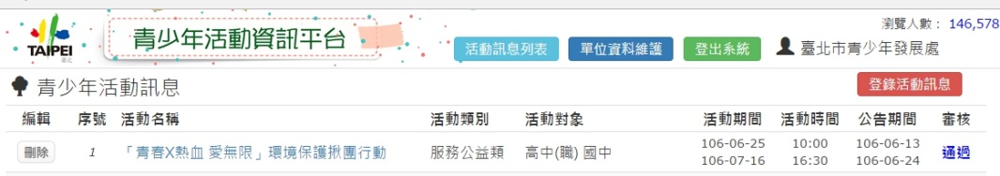 瀏覽人數： 146,578
TAIPEI
臺北
青少年活動資訊平台
活動訊息列表 單位資料維護 登出系統 臺北市青少年發展處
青少年活動訊息 登錄活動訊息
編輯 序號 活動名稱 活動類別 活動對象 活動期間 活動時間 公告期間 審核
刪除 1 「青春X熱血 愛無限」環境保護揪團行動 服務公益類 高中(職) 國中 106-06-25 10:00 106-06-13 通過
106-07-16 16:30 106-06-24